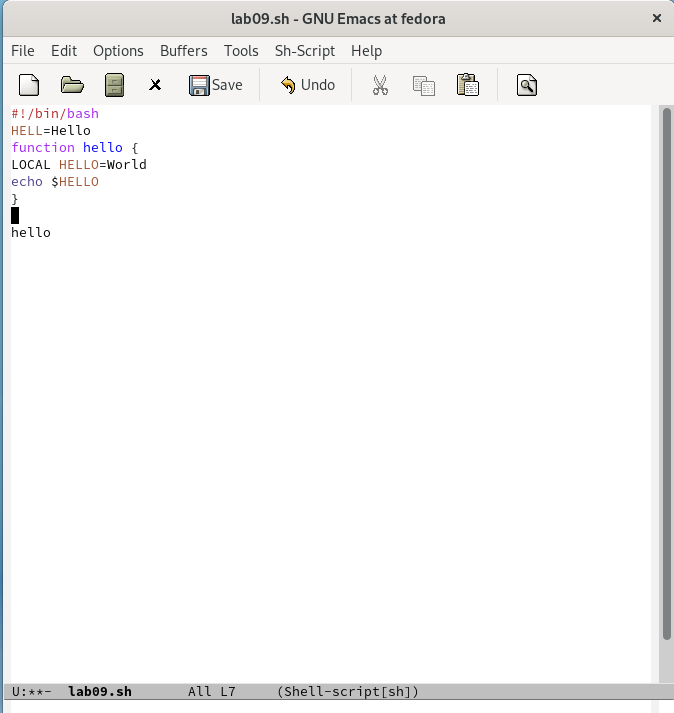 lab09.sh - GNU Emacs at fedora ×
File Edit Options Buffers Tools Sh-Script Help
Save Undo
#!/bin/bash
HELL=Hello
function hello {
LOCAL HELLO=World
echo $HELLO
}
hello
U:**- lab09.sh All L7 (Shell-script[sh])